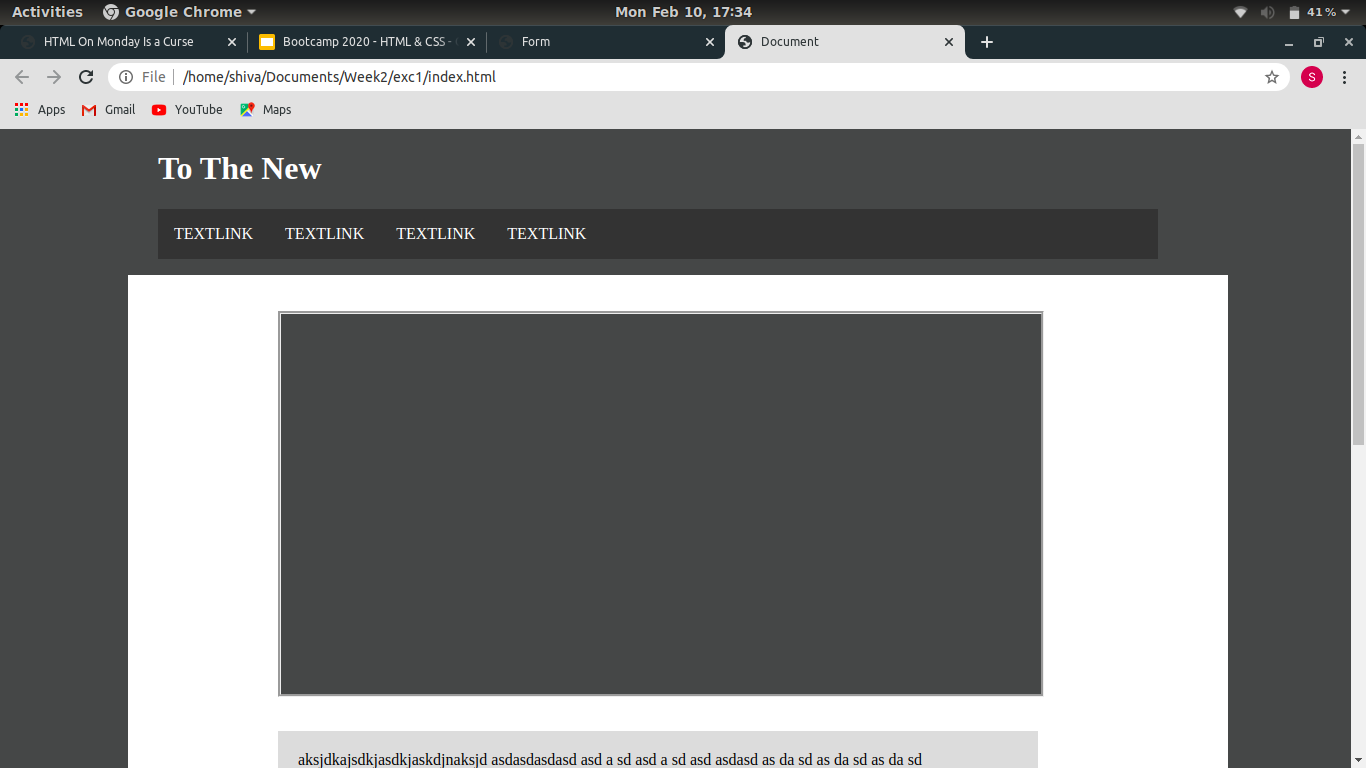 Activities Google Chrome Mon Feb 10, 17:34 41%
HTML On Monday Is a Curse Bootcamp 2020 - HTML & CSS - Form Document
File /home/shiva/Documents/Week2/exc1/index.html S
Apps Gmail YouTube Maps
To The New
TEXTLINK TEXTLINK TEXTLINK TEXTLINK
aksjdkajsdkjasdkjaskdjnaksjd asdasdasdasd asd a sd asd a sd asd asdasd as da sd as da sd as da sd